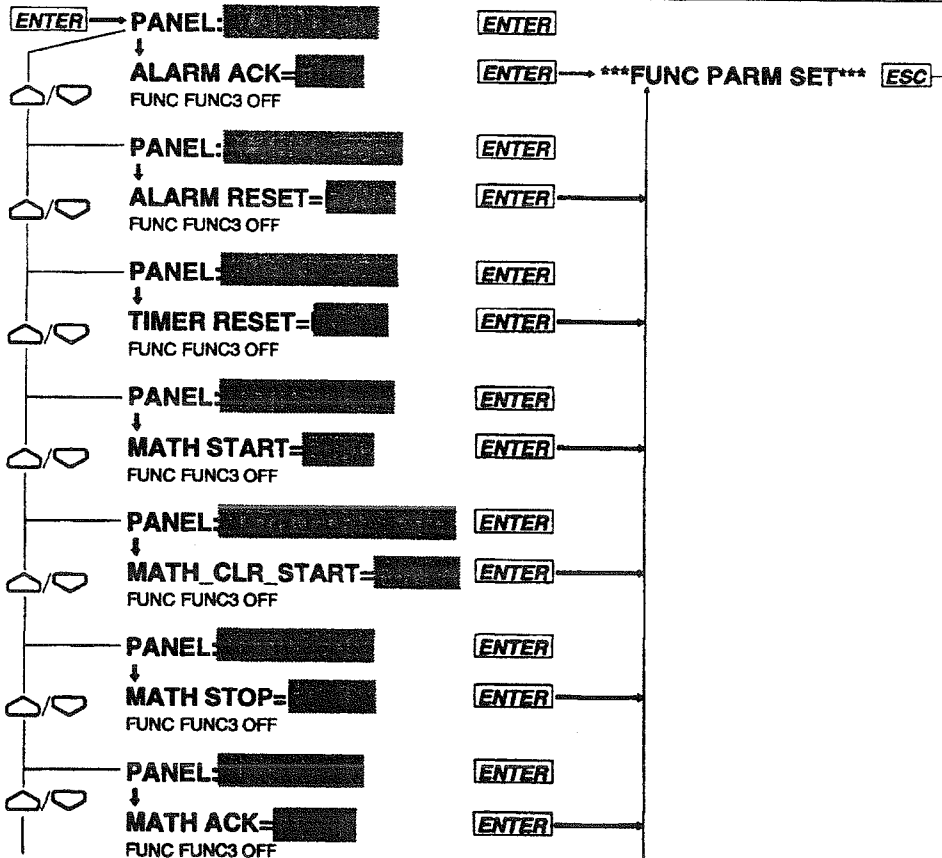 ENTER PANEL: ENTER
ALARM ACK= ENTER ***FUNC PARM SET*** ESC
FUNC FUNC3 OFF
PANEL: ENTER
ALARM RESET= ENTER
FUNC FUNC3 OFF
PANEL: ENTER
TIMER RESET= ENTER
FUNC FUNC3 OFF
PANEL: ENTER
MATH START= ENTER
FUNC FUNC3 OFF
PANEL: ENTER
MATH_CLR_START= ENTER
FUNC FUNC3 OFF
PANEL: ENTER
MATH STOP= ENTER
FUNC FUNC3 OFF
PANEL: ENTER
MATH ACK= ENTER
FUNC FUNC3 OFF